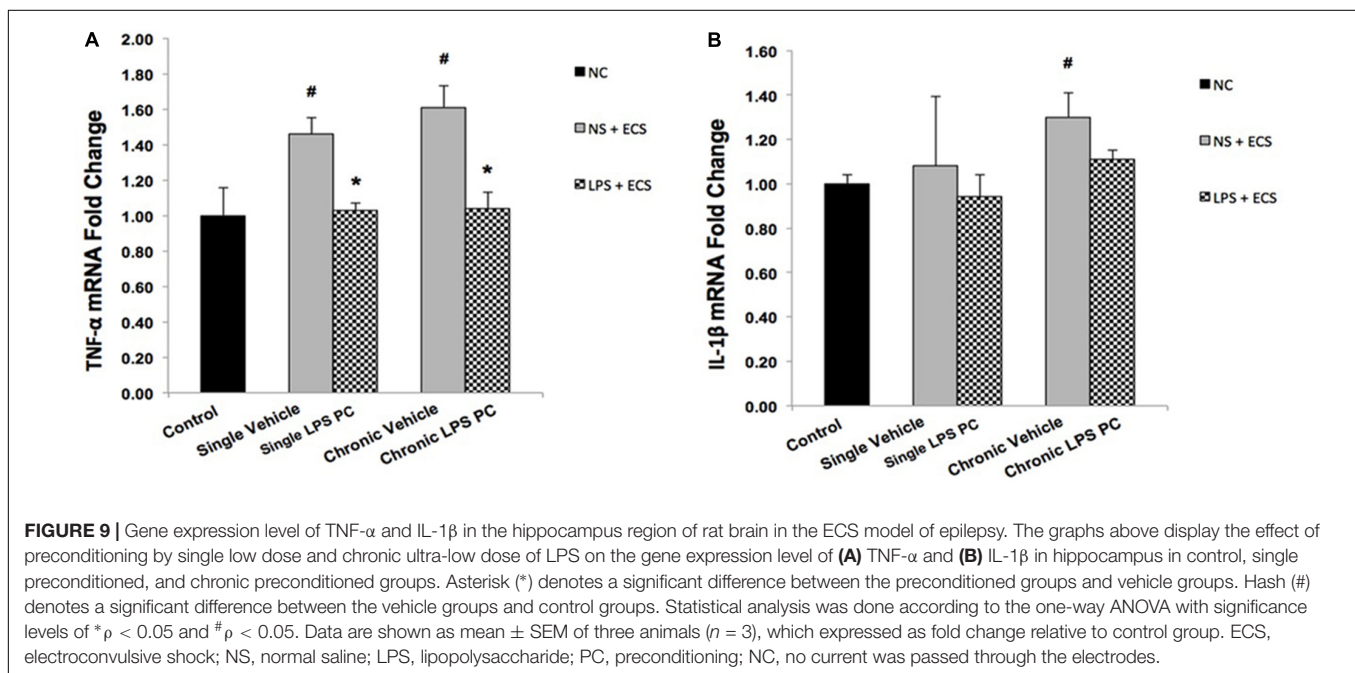 A
TNF-α mRNA Fold Change
2.00
1.80
1.60
1.40
1.20
1.00
0.80
0.60
0.40
0.20
0.00
#
*
#
*
Control
Single Vehicle
Single LPS PC
Chronic Vehicle
Chronic LPS PC
NC
NS + ECS
LPS + ECS
B
IL-1β mRNA Fold Change
1.60
1.40
1.20
1.00
0.80
0.60
0.40
0.20
0.00
#
Control
Single Vehicle
Single LPS PC
Chronic Vehicle
Chronic LPS PC
NC
NS + ECS
LPS + ECS
FIGURE 9 | Gene expression level of TNF-α and IL-1β in the hippocampus region of rat brain in the ECS model of epilepsy. The graphs above display the effect of
preconditioning by single low dose and chronic ultra-low dose of LPS on the gene expression level of (A) TNF-α and (B) IL-1β in hippocampus in control, single
preconditioned, and chronic preconditioned groups. Asterisk (*) denotes a significant difference between the preconditioned groups and vehicle groups. Hash (#)
denotes a significant difference between the vehicle groups and control groups. Statistical analysis was done according to the one-way ANOVA with significance
levels of *ρ < 0.05 and #ρ < 0.05. Data are shown as mean ± SEM of three animals (n = 3), which expressed as fold change relative to control group. ECS,
electroconvulsive shock; NS, normal saline; LPS, lipopolysaccharide; PC, preconditioning; NC, no current was passed through the electrodes.